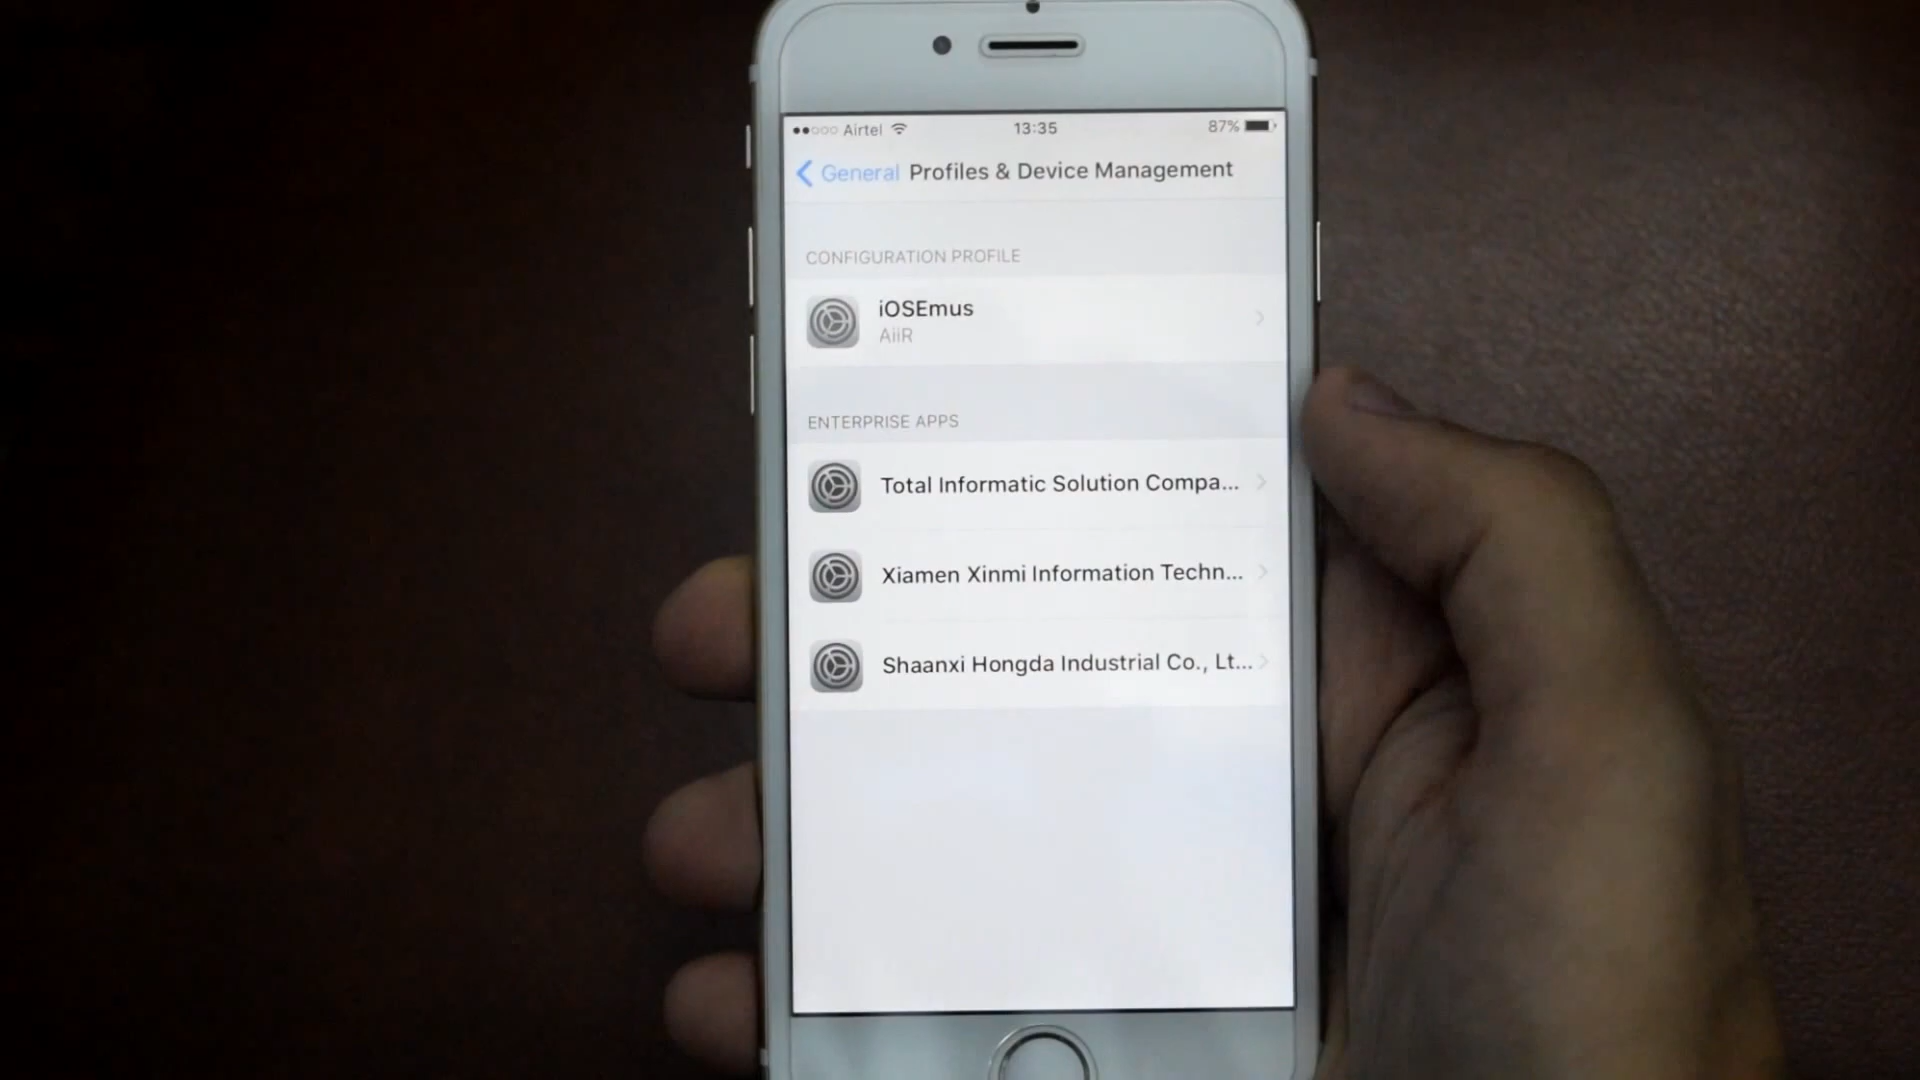 Airtel 13:35 87%
General Profiles & Device Management
CONFIGURATION PROFILE
iOSEmus
AiiR
ENTERPRISE APPS
Total Informatic Solution Compa...
Xiamen Xinmi Information Techn...
Shaanxi Hongda Industrial Co., Lt...